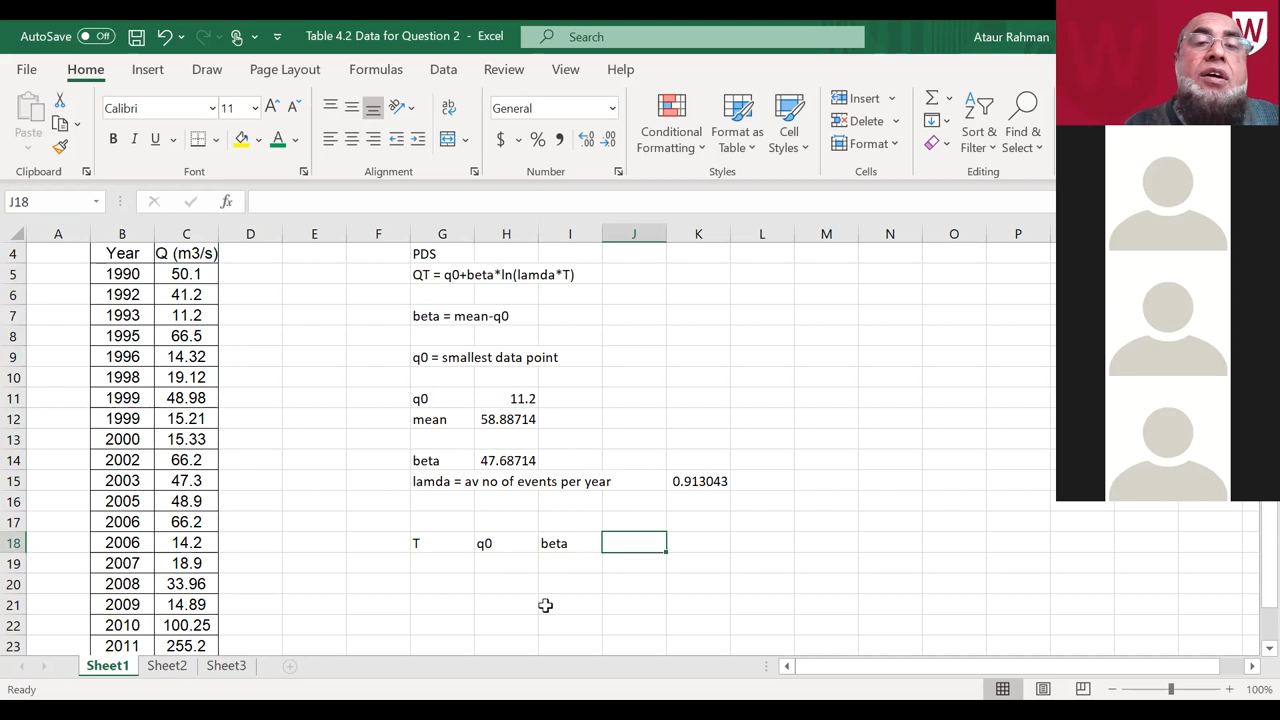 AutoSave Off Table 4.2 Data for Question 2 - Excel Search Ataur Rahman W
File Home Insert Draw Page Layout Formulas Data Review View Help
Paste Calibri 11 A^ Aˇ ab General Conditional Formatting Format as Table Cell Styles Insert Delete Format Sort & Filter Find & Select
B I U A $ % 9
Clipboard Font Alignment Number Styles Cells Editing
J18 fx
A B C D E F G H I J K L M N O P
4 Year Q (m3/s) PDS
5 1990 50.1 QT = q0+beta*ln(lamda*T)
6 1992 41.2
7 1993 11.2 beta = mean-q0
8 1995 66.5
9 1996 14.32 q0 = smallest data point
10 1998 19.12
11 1999 48.98 q0 11.2
12 1999 15.21 mean 58.88714
13 2000 15.33
14 2002 66.2 beta 47.68714
15 2003 47.3 lamda = av no of events per year 0.913043
16 2005 48.9
17 2006 66.2
18 2006 14.2 T q0 beta
19 2007 18.9
20 2008 33.96
21 2009 14.89
22 2010 100.25
23 2011 255.2
Sheet1 Sheet2 Sheet3
Ready 100%